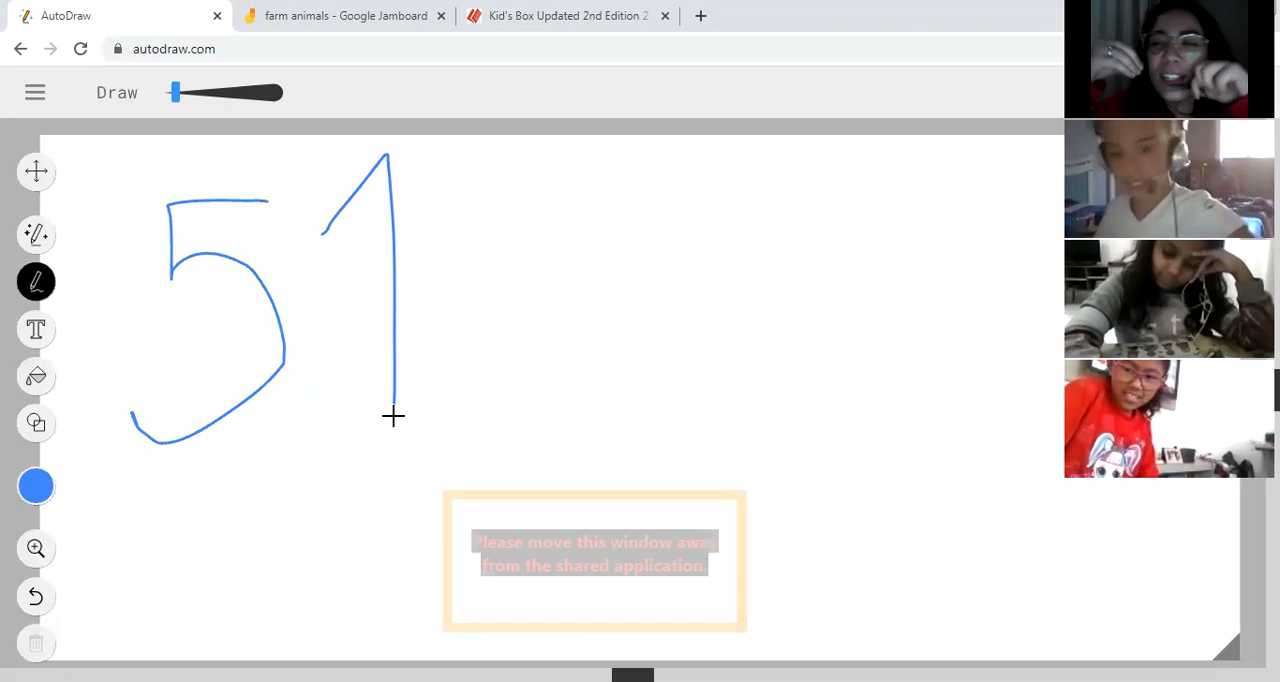 AutoDraw
farm animals - Google Jamboard
Kid's Box Updated 2nd Edition 2
autodraw.com
Draw
51
T
Please move this window away
from the shared application.